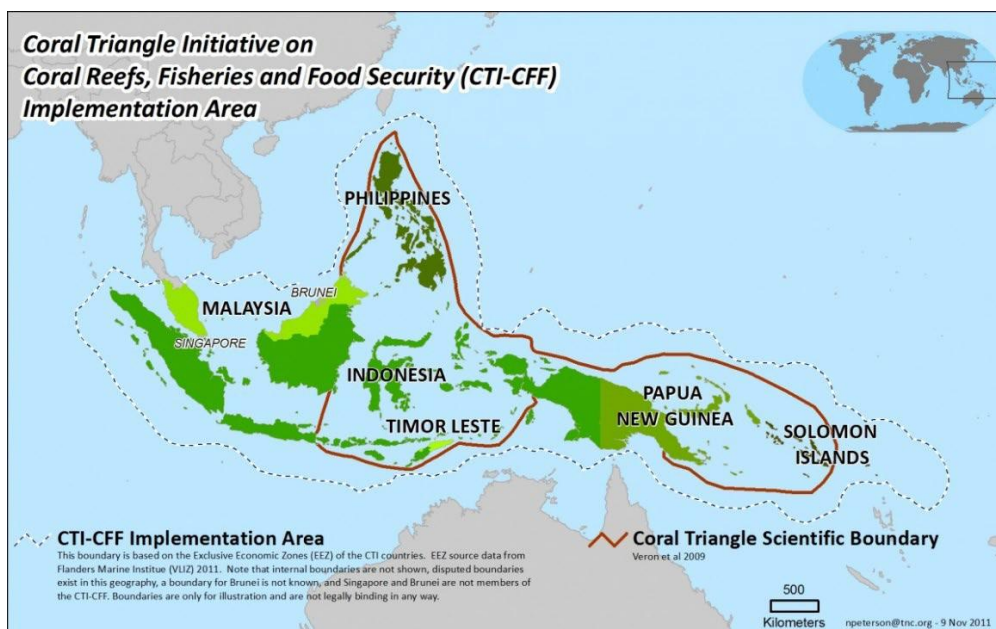 Coral Triangle Initiative on
Coral Reefs, Fisheries and Food Security (CTI-CFF)
Implementation Area
PHILIPPINES
BRUNEI
MALAYSIA
SINGAPORE
INDONESIA
PAPUA
NEW GUINEA
TIMOR LESTE
SOLOMON
ISLANDS
CTI-CFF Implementation Area
This boundary is based on the Exclusive Economic Zones (EEZ) of the CTI countries. EEZ source data from
Flanders Marine Institue (VLIZ) 2011. Note that internal boundaries are not shown, disputed boundaries
exist in this geography, a boundary for Brunei is not known, and Singapore and Brunei are not members of
the CTI-CFF. Boundaries are only for illustration and are not legally binding in any way.
Coral Triangle Scientific Boundary
Veron et al 2009
500
Kilometers
npeterson@tnc.org - 9 Nov 2011